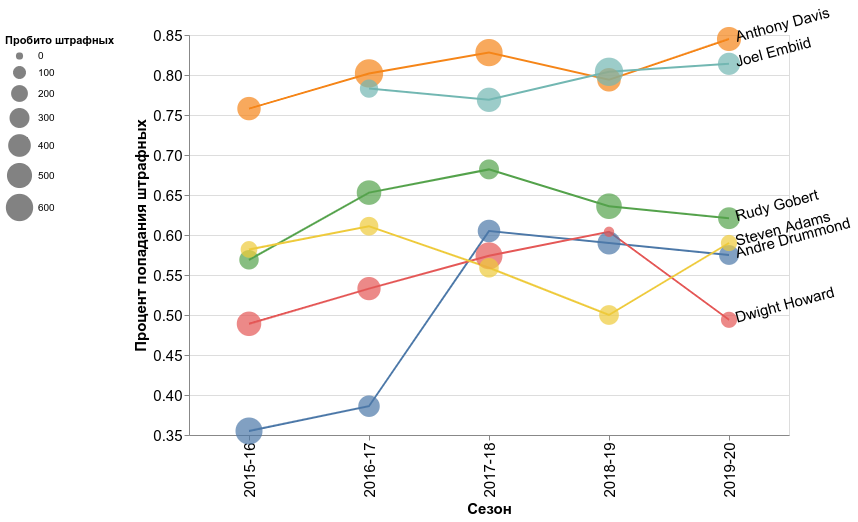 Пробито штрафных
0
100
200
300
400
500
600
Процент попадания штрафных
0.85
0.80
0.75
0.70
0.65
0.60
0.55
0.50
0.45
0.40
0.35
Anthony Davis
Joel Embiid
Rudy Gobert
Steven Adams
Andre Drummond
Dwight Howard
2015-16
2016-17
2017-18
2018-19
2019-20
Сезон